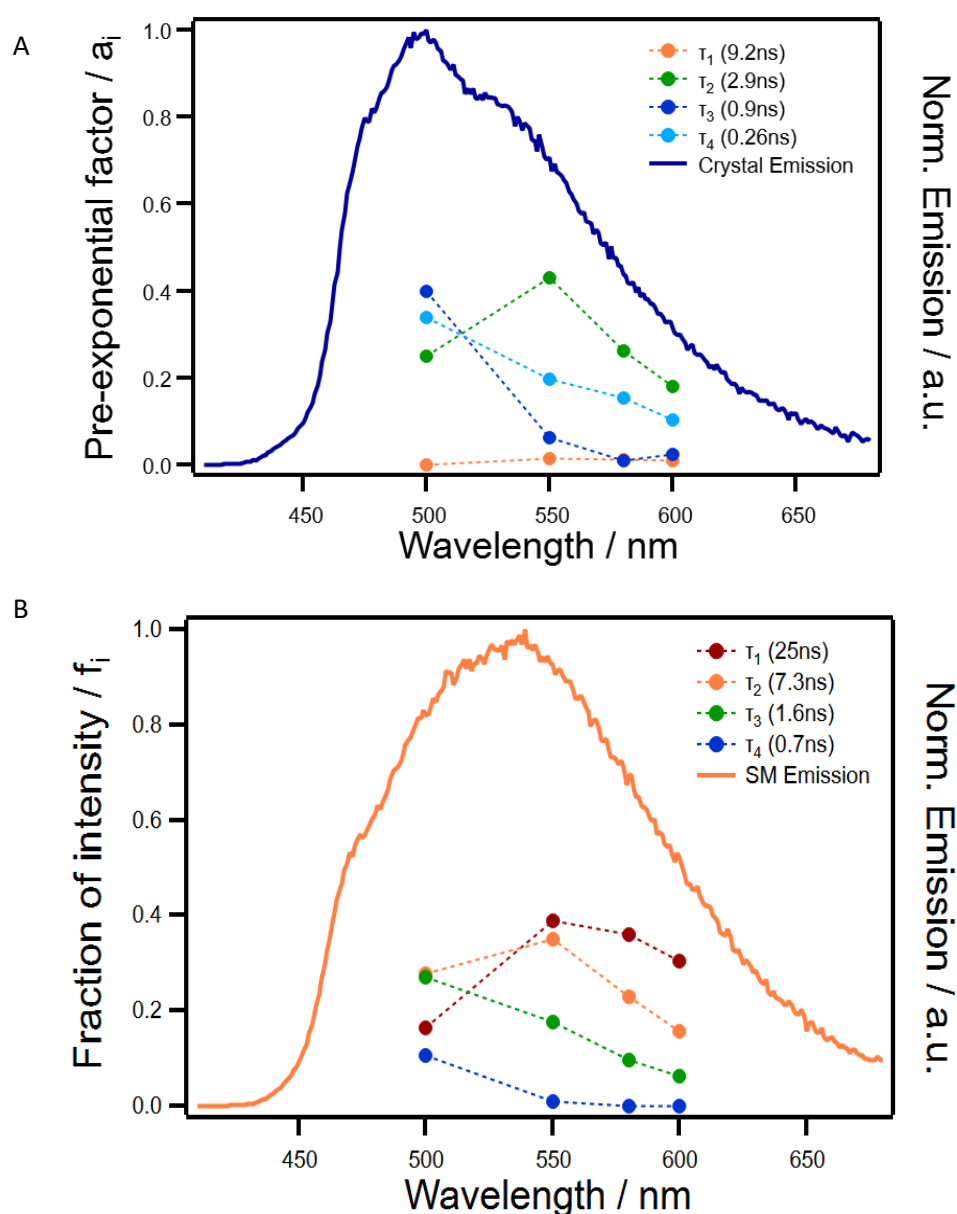 A
Pre-exponential factor / ai
Norm. Emission / a.u.
1.0
0.8
0.6
0.4
0.2
0.0
τ1 (9.2ns)
τ2 (2.9ns)
τ3 (0.9ns)
τ4 (0.26ns)
Crystal Emission
450 500 550 600 650
Wavelength / nm
B
Fraction of intensity / fi
Norm. Emission / a.u.
1.0
0.8
0.6
0.4
0.2
0.0
τ1 (25ns)
τ2 (7.3ns)
τ3 (1.6ns)
τ4 (0.7ns)
SM Emission
450 500 550 600 650
Wavelength / nm